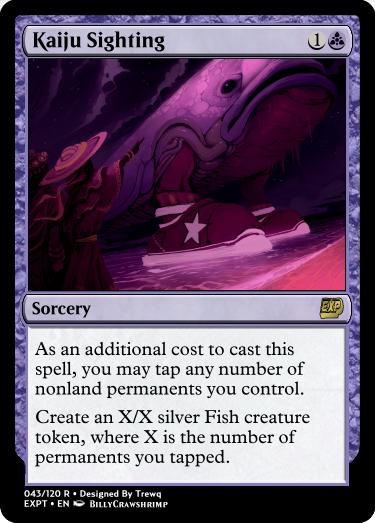 Kaiju Sighting
1
Sorcery
EXP
As an additional cost to cast this
spell, you may tap any number of
nonland permanents you control.
Create an X/X silver Fish creature
token, where X is the number of
permanents you tapped.
043/120 R • Designed By Trewq
EXPT • EN BillyCrawshrimp